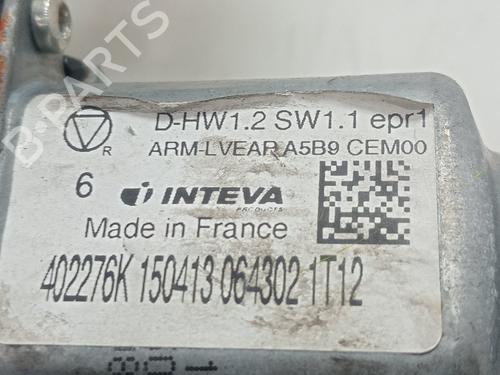 D-HW1.2 SW1.1 epr1
R
ARM-LVEAR A5B9 CEM00
6
INTEVA
PRODUCTS
Made in France
402276K 150413 064302 1T12
B-PARTS